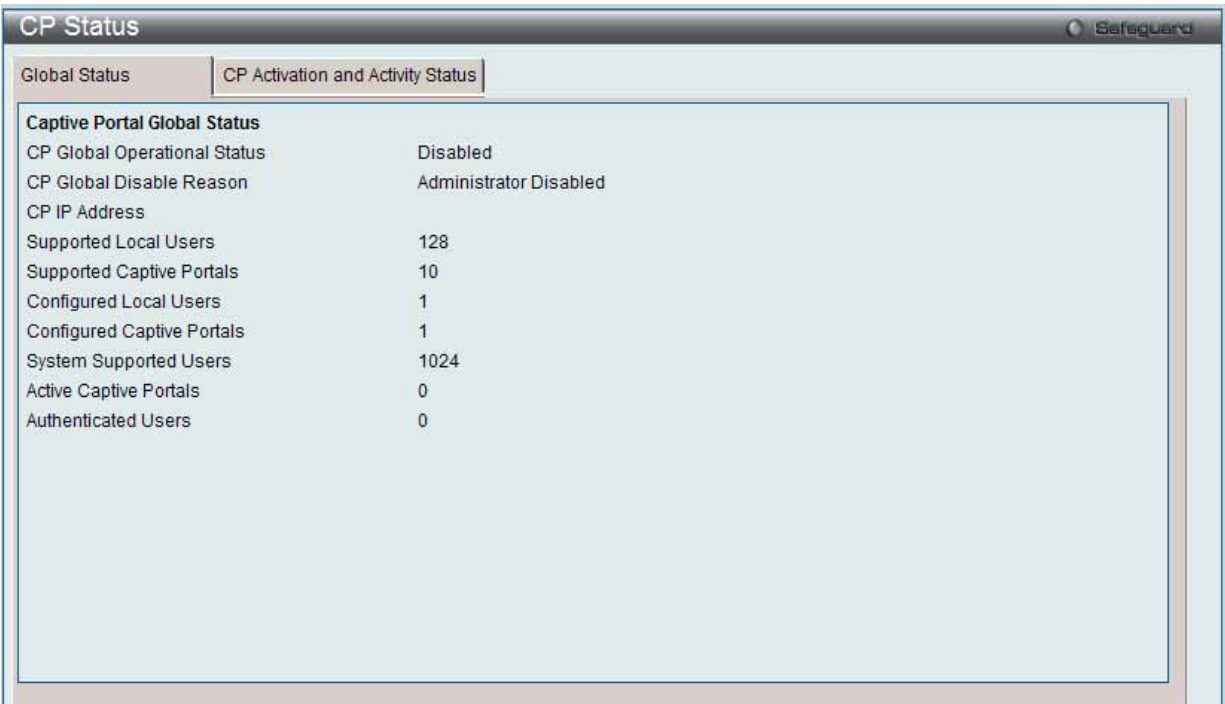 CP Status
Safeguard
Global Status CP Activation and Activity Status
Captive Portal Global Status
CP Global Operational Status Disabled
CP Global Disable Reason Administrator Disabled
CP IP Address
Supported Local Users 128
Supported Captive Portals 10
Configured Local Users 1
Configured Captive Portals 1
System Supported Users 1024
Active Captive Portals 0
Authenticated Users 0